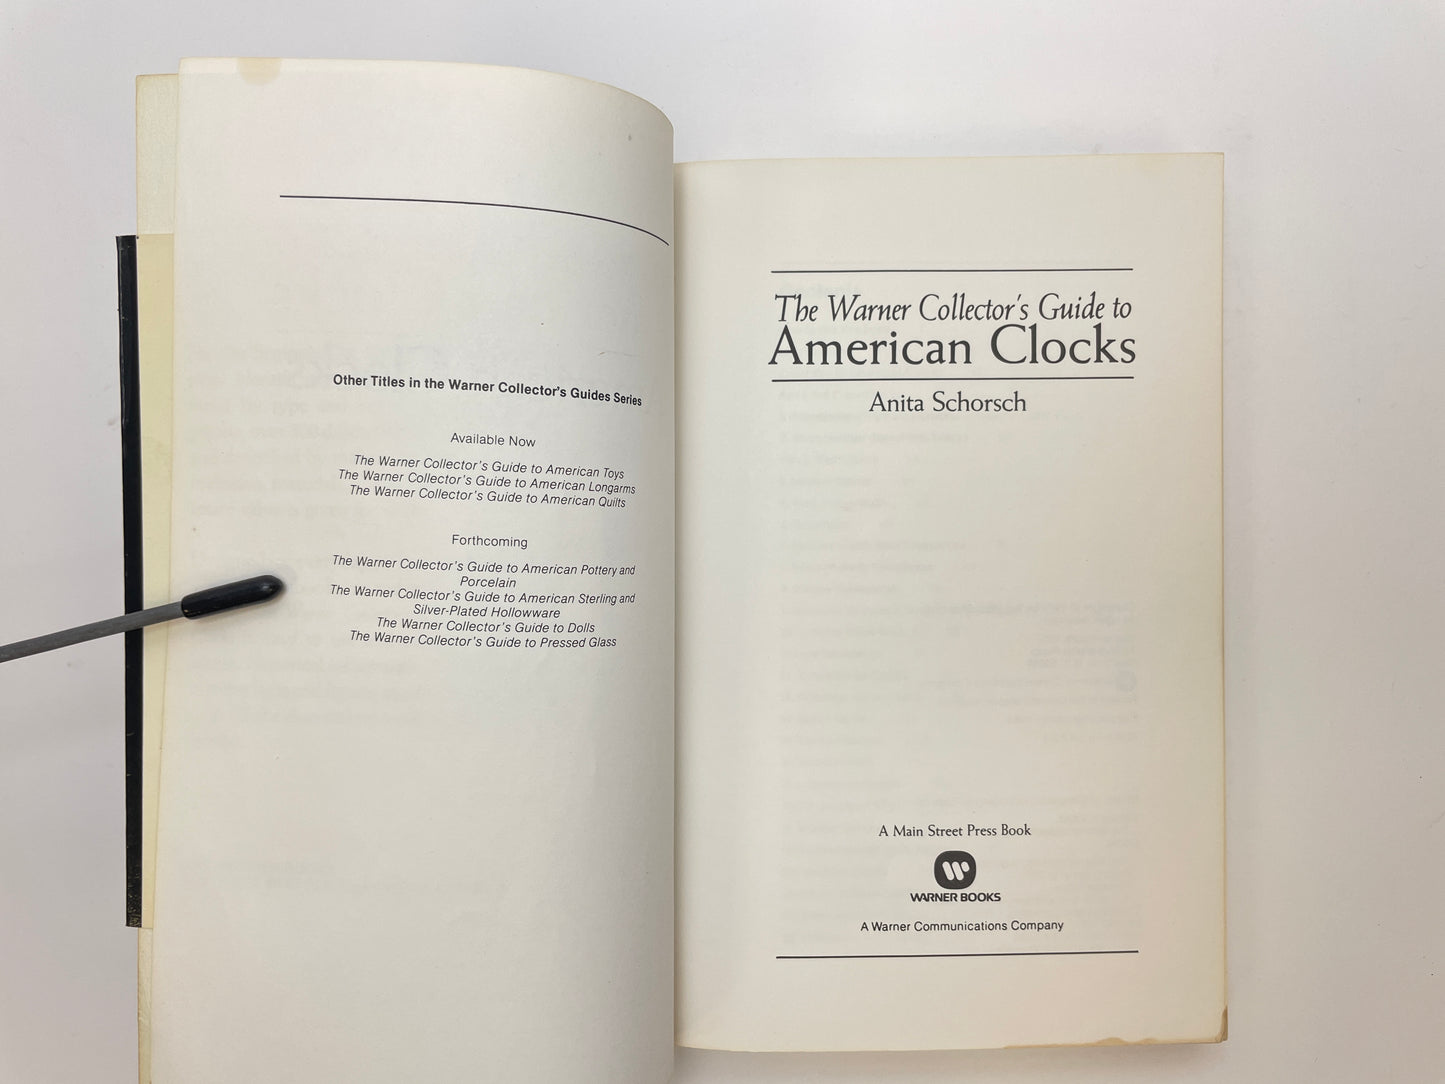 Other Titles in the Warner Collector's Guides Series
Available Now
The Warner Collector's Guide to American Toys
The Warner Collector's Guide to American Longarms
The Warner Collector's Guide to American Quilts
Forthcoming
The Warner Collector's Guide to American Pottery and
Porcelain
The Warner Collector's Guide to American Sterling and
Silver-Plated Hollowware
The Warner Collector's Guide to Dolls
The Warner Collector's Guide to Pressed Glass
The Warner Collector's Guide to
American Clocks
Anita Schorsch
A Main Street Press Book
WARNER BOOKS
A Warner Communications Company